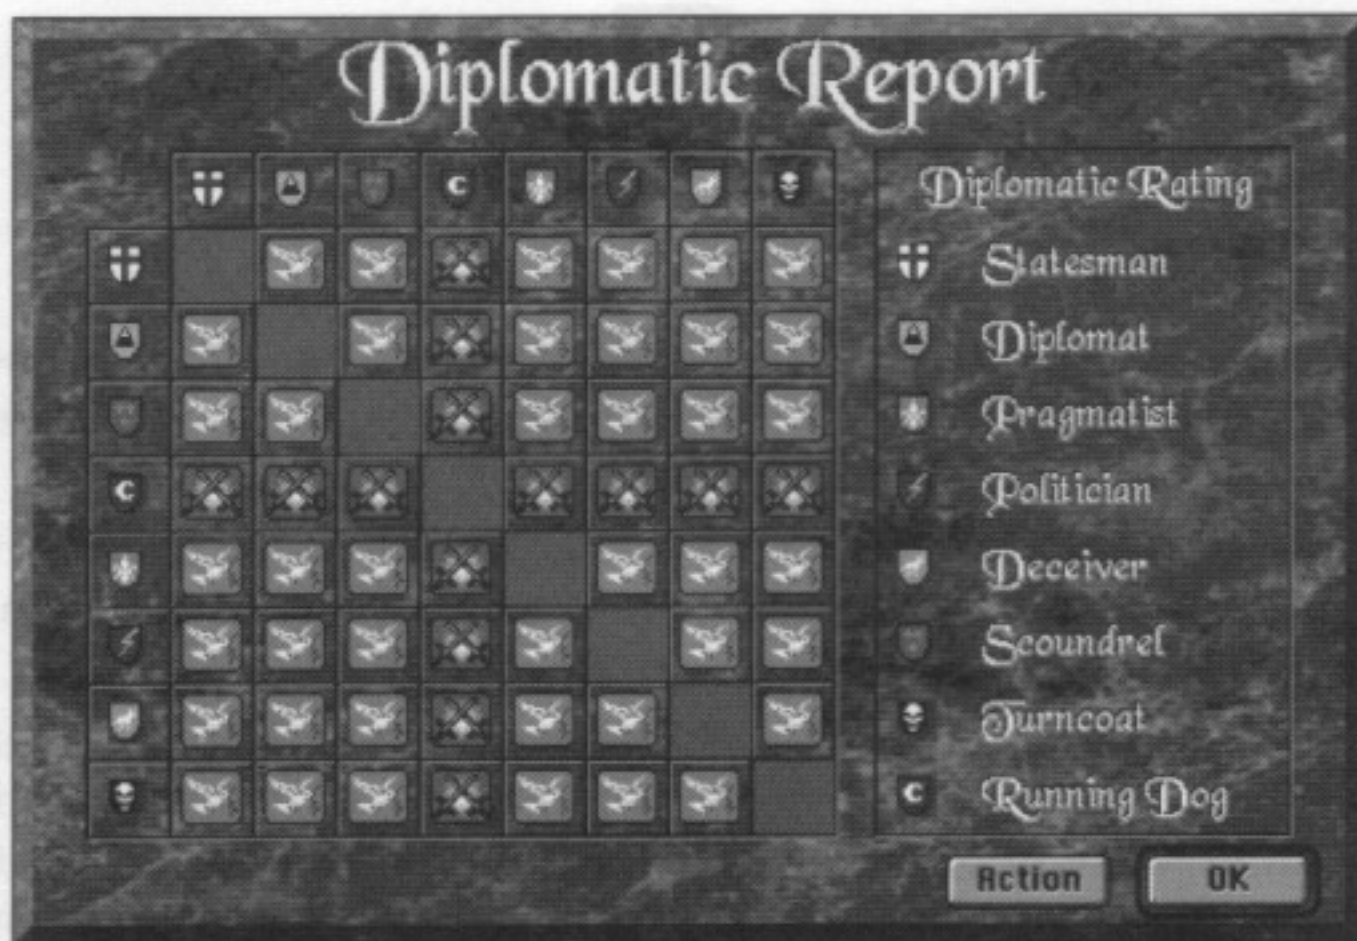 Diplomatic Report
Diplomatic Rating
Statesman
Diplomat
Pragmatist
Politician
Deceiver
Scoundrel
Turncoat
Running Dog
Action
OK